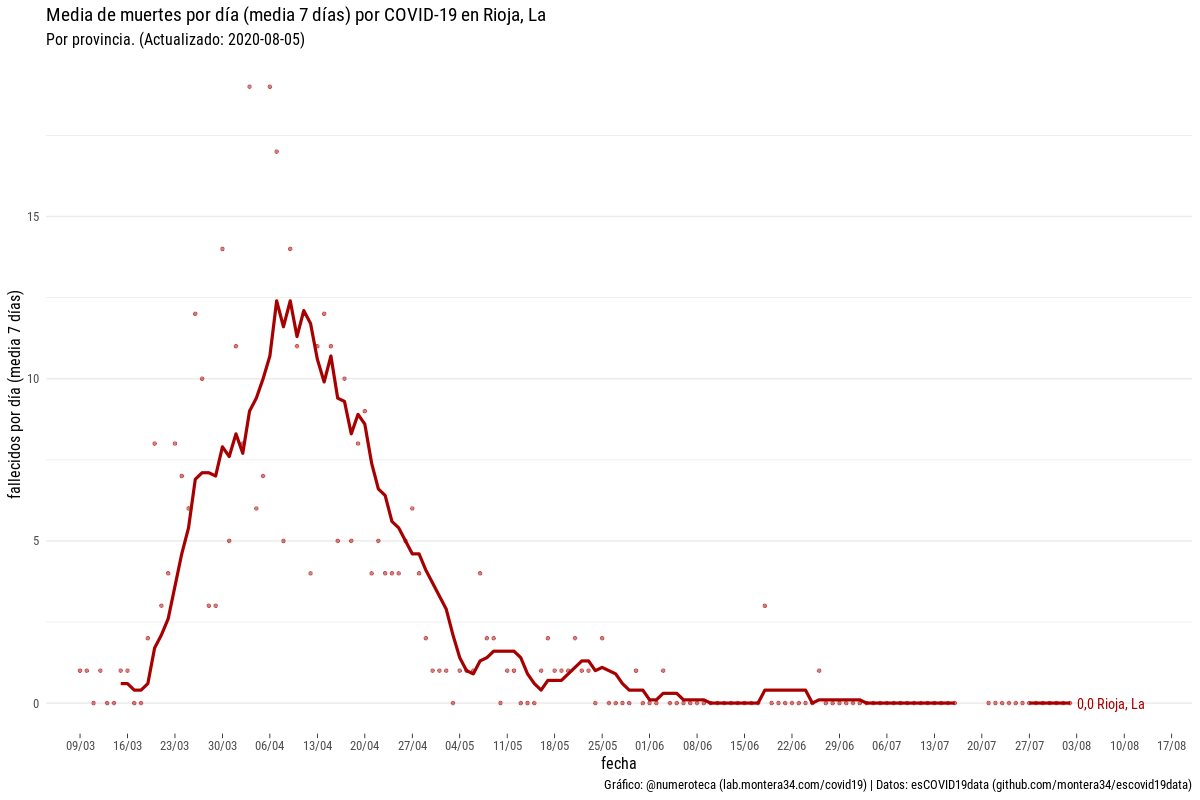 Media de muertes por día (media 7 días) por COVID-19 en Rioja, La
Por provincia. (Actualizado: 2020-08-05)
fallecidos por día (media 7 días)
15
10
5
0
0,0 Rioja, La
09/03 16/03 23/03 30/03 06/04 13/04 20/04 27/04 04/05 11/05 18/05 25/05 01/06 08/06 15/06 22/06 29/06 06/07 13/07 20/07 27/07 03/08 10/08 17/08
fecha
Gráfico: @numeroteca (lab.montera34.com/covid19) | Datos: esCOVID19data (github.com/montera34/escovid19data)